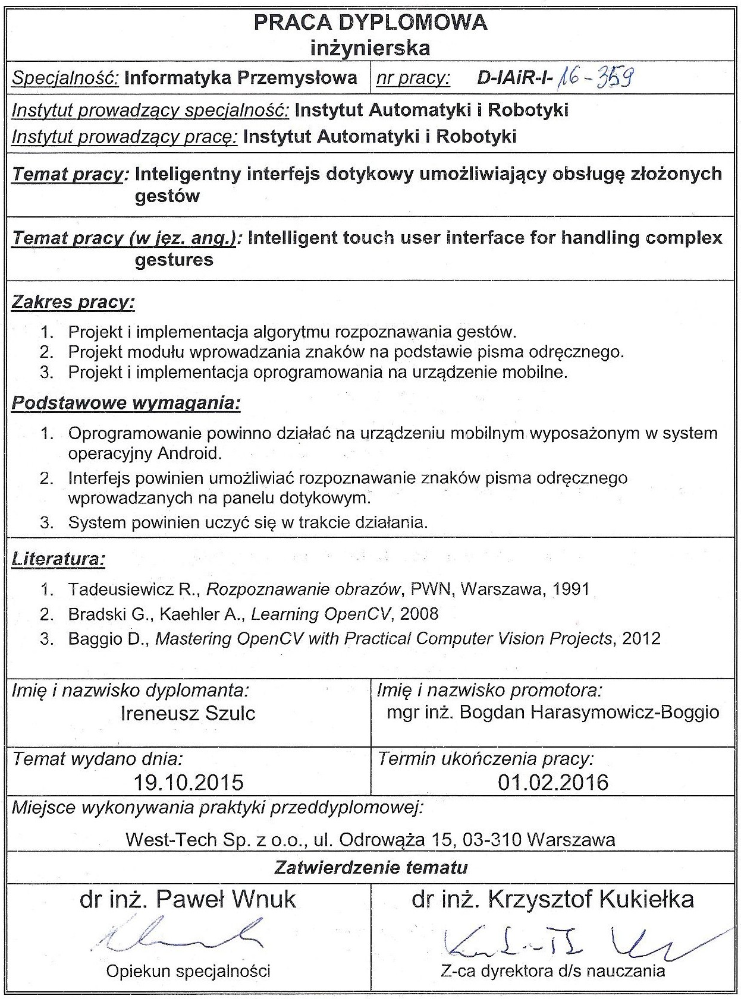 PRACA DYPLOMOWA
inżynierska
Specjalność: Informatyka Przemysłowa
nr pracy: D-IAiR-I-16-359
Instytut prowadzący specjalność: Instytut Automatyki i Robotyki
Instytut prowadzący pracę: Instytut Automatyki i Robotyki
Temat pracy: Inteligentny interfejs dotykowy umożliwiający obsługę złożonych
gestów
Temat pracy (w jęz. ang.): Intelligent touch user interface for handling complex
gestures
Zakres pracy:
1. Projekt i implementacja algorytmu rozpoznawania gestów.
2. Projekt modułu wprowadzania znaków na podstawie pisma odręcznego.
3. Projekt i implementacja oprogramowania na urządzenie mobilne.
Podstawowe wymagania:
1. Oprogramowanie powinno działać na urządzeniu mobilnym wyposażonym w system
operacyjny Android.
2. Interfejs powinien umożliwiać rozpoznawanie znaków pisma odręcznego
wprowadzanych na panelu dotykowym.
3. System powinien uczyć się w trakcie działania.
Literatura:
1. Tadeusiewicz R., Rozpoznawanie obrazów, PWN, Warszawa, 1991
2. Bradski G., Kaehler A., Learning OpenCV, 2008
3. Baggio D., Mastering OpenCV with Practical Computer Vision Projects, 2012
Imię i nazwisko dyplomanta:
Ireneusz Szulc
Imię i nazwisko promotora:
mgr inż. Bogdan Harasymowicz-Boggio
Temat wydano dnia:
19.10.2015
Termin ukończenia pracy:
01.02.2016
Miejsce wykonywania praktyki przeddyplomowej:
West-Tech Sp. z o.o., ul. Odrowąża 15, 03-310 Warszawa
Zatwierdzenie tematu
dr inż. Paweł Wnuk
Opiekun specjalności
dr inż. Krzysztof Kukiełka
Z-ca dyrektora d/s nauczania